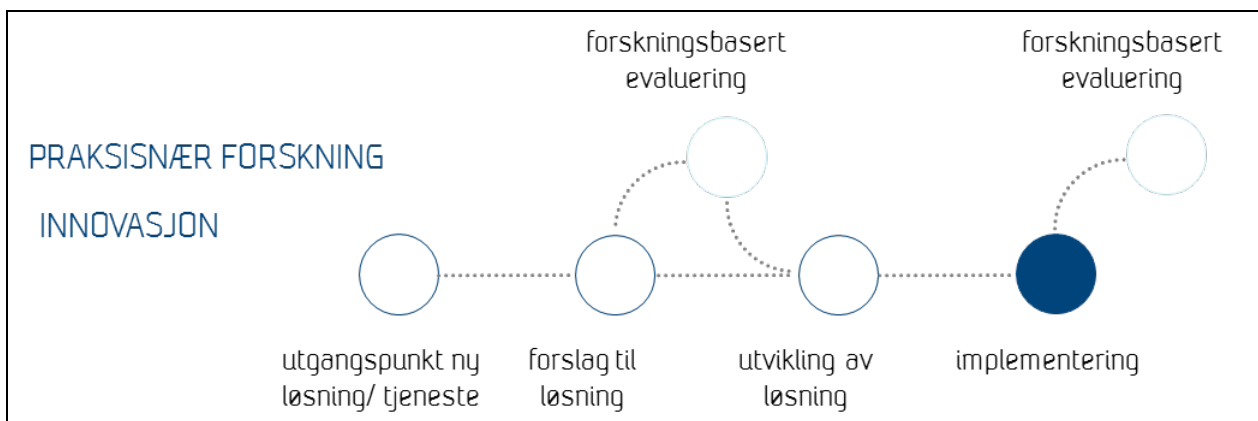 forskningsbasert
evaluering
forskningsbasert
evaluering
PRAKSISNÆR FORSKNING
INNOVASJON
utgangspunkt ny
løsning/ tjeneste
forslag til
løsning
utvikling av
løsning
implementering